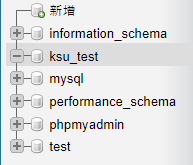 新增
information_schema
ksu_test
mysql
performance_schema
phpmyadmin
test